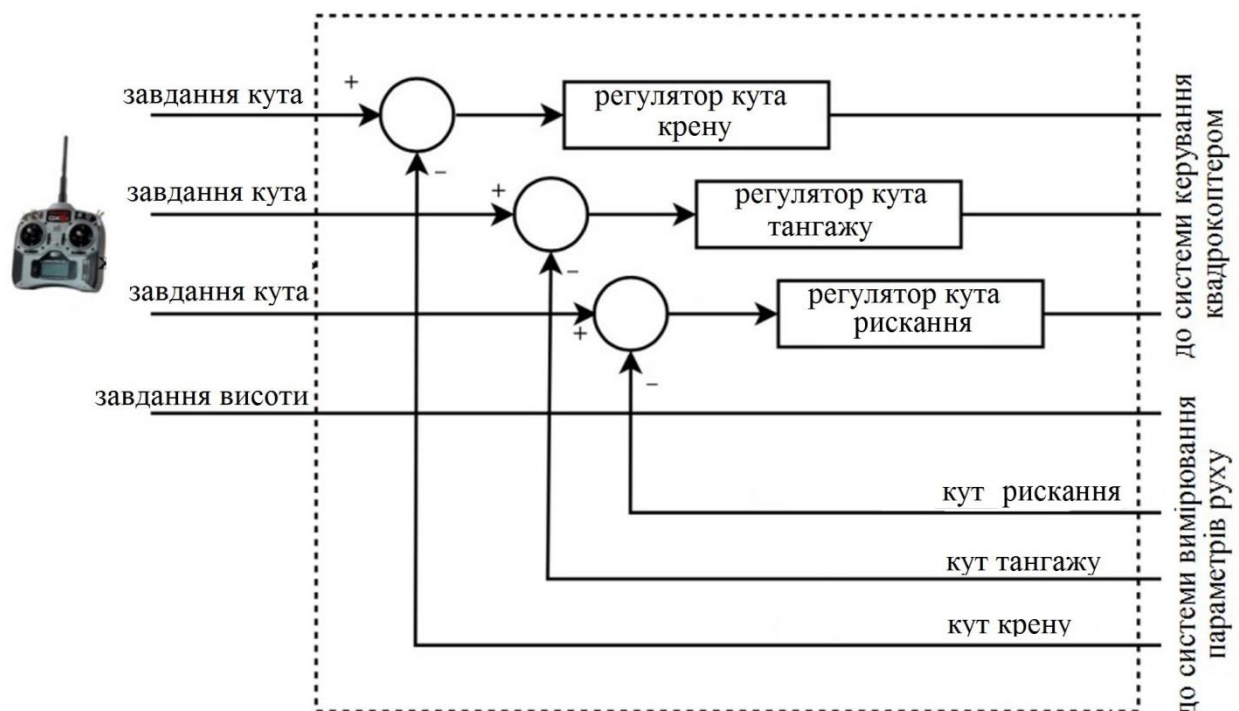 завдання кута
регулятор кута
крену
завдання кута
регулятор кута
тангажу
завдання кута
регулятор кута
рискання
завдання висоти
кут рискання
кут тангажу
кут крену
до системи керування
квадрокоптером
до системи вимірювання
параметрів руху
+
−
+
−
+
−